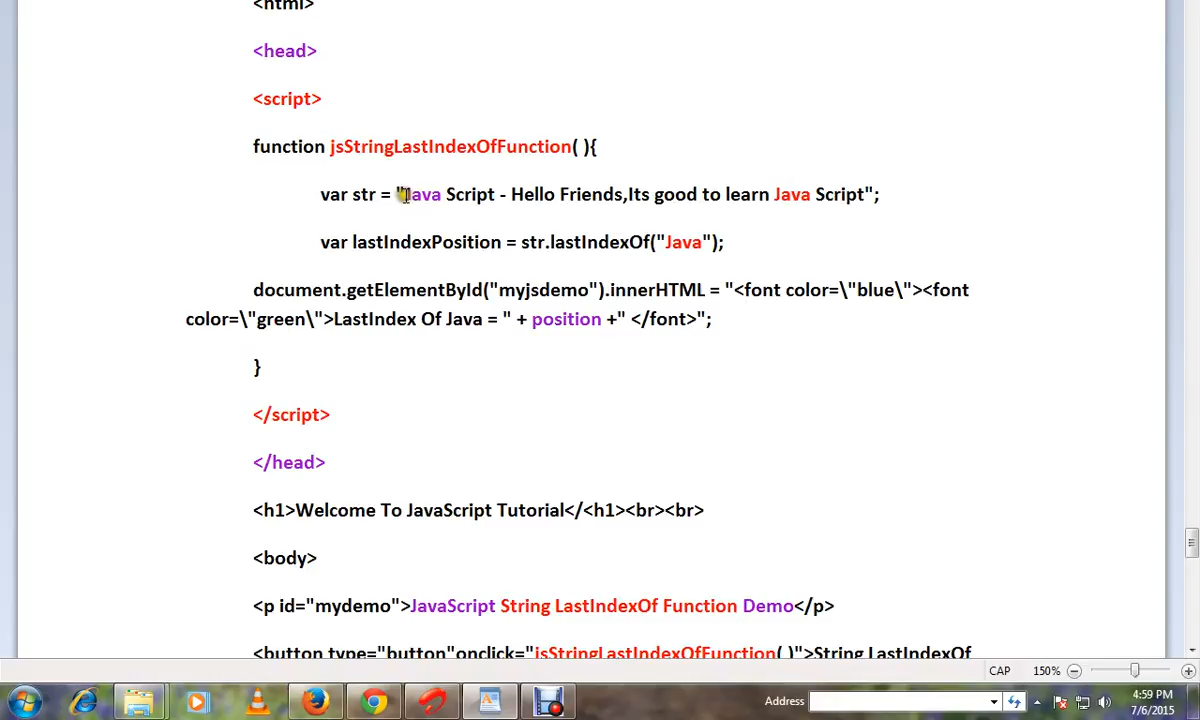 <html>
<head>
<script>
function jsStringLastIndexOfFunction( ){
var str = "Java Script - Hello Friends,Its good to learn Java Script";
var lastIndexPosition = str.lastIndexOf("Java");
document.getElementById("myjsdemo").innerHTML = "<font color=\"blue\"><font
color=\"green\">LastIndex Of Java = " + position +" </font>";
}
</script>
</head>
<h1>Welcome To JavaScript Tutorial</<h1><br><br>
<body>
<p id="mydemo">JavaScript String LastIndexOf Function Demo</p>
<button type="button"onclick="jsStringLastIndexOfFunction( )">String LastIndexOf
CAP 150%
Address
4:59 PM
7/6/2015